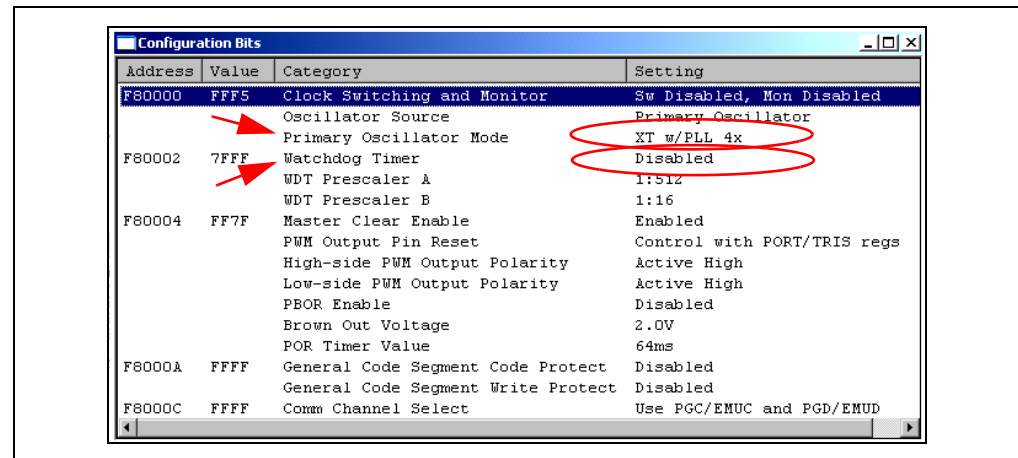 Configuration Bits
Address Value Category Setting
F80000 FFF5 Clock Switching and Monitor Sw Disabled, Mon Disabled
Oscillator Source Primary Oscillator
Primary Oscillator Mode XT w/PLL 4x
F80002 7FFF Watchdog Timer Disabled
WDT Prescaler A 1:512
WDT Prescaler B 1:16
F80004 FF7F Master Clear Enable Enabled
PWM Output Pin Reset Control with PORT/TRIS regs
High-side PWM Output Polarity Active High
Low-side PWM Output Polarity Active High
PBOR Enable Disabled
Brown Out Voltage 2.0V
POR Timer Value 64ms
F8000A FFFF General Code Segment Code Protect Disabled
General Code Segment Write Protect Disabled
F8000C FFFF Comm Channel Select Use PGC/EMUC and PGD/EMUD